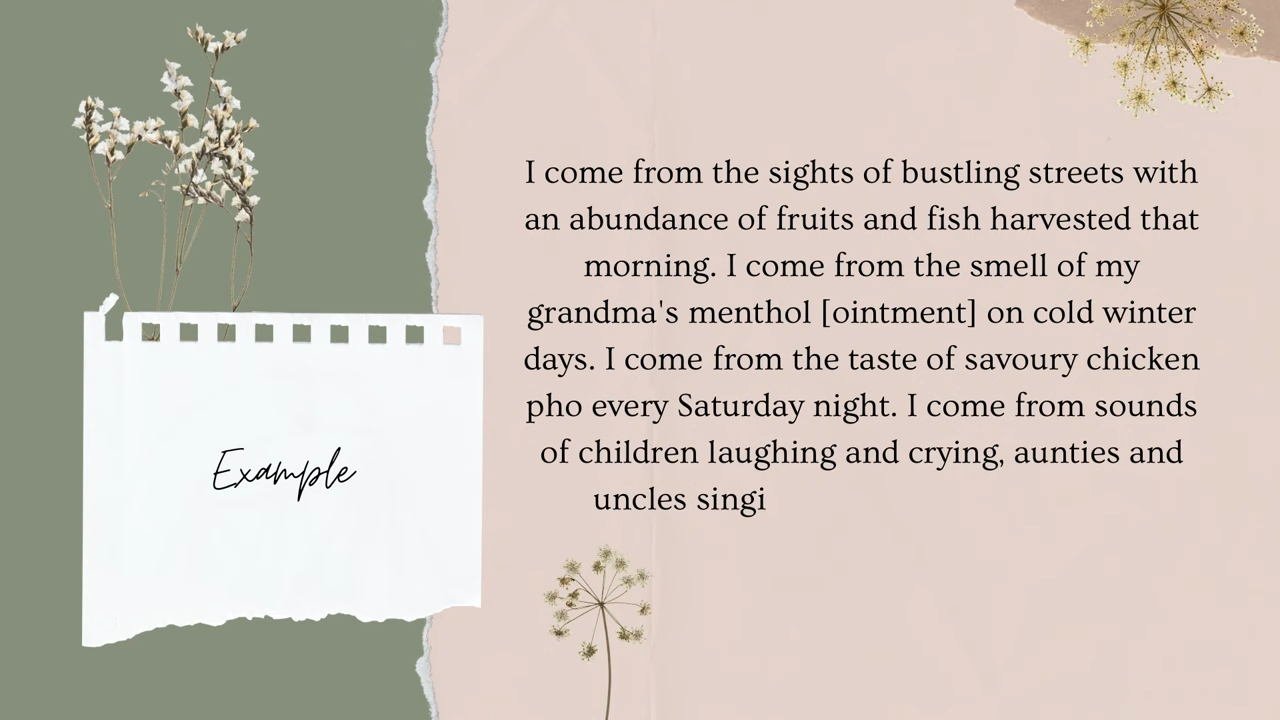 Example
I come from the sights of bustling streets with
an abundance of fruits and fish harvested that
morning. I come from the smell of my
grandma's menthol [ointment] on cold winter
days. I come from the taste of savoury chicken
pho every Saturday night. I come from sounds
of children laughing and crying, aunties and
uncles singi